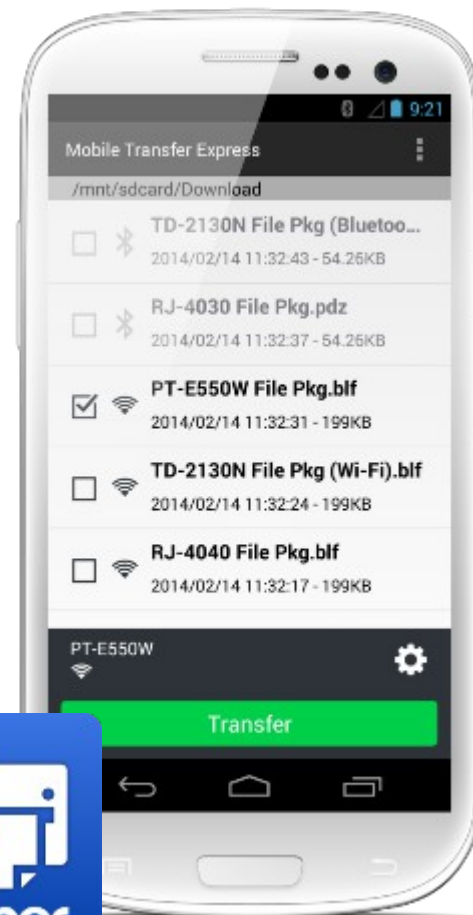 9:21
Mobile Transfer Express
/mnt/sdcard/Download
TD-2130N File Pkg (Bluetoo...
2014/02/14 11:32:43 - 54.26KB
RJ-4030 File Pkg.pdz
2014/02/14 11:32:37 - 54.26KB
PT-E550W File Pkg.blf
2014/02/14 11:32:31 - 199KB
TD-2130N File Pkg (Wi-Fi).blf
2014/02/14 11:32:24 - 199KB
RJ-4040 File Pkg.blf
2014/02/14 11:32:17 - 199KB
PT-E550W
Transfer